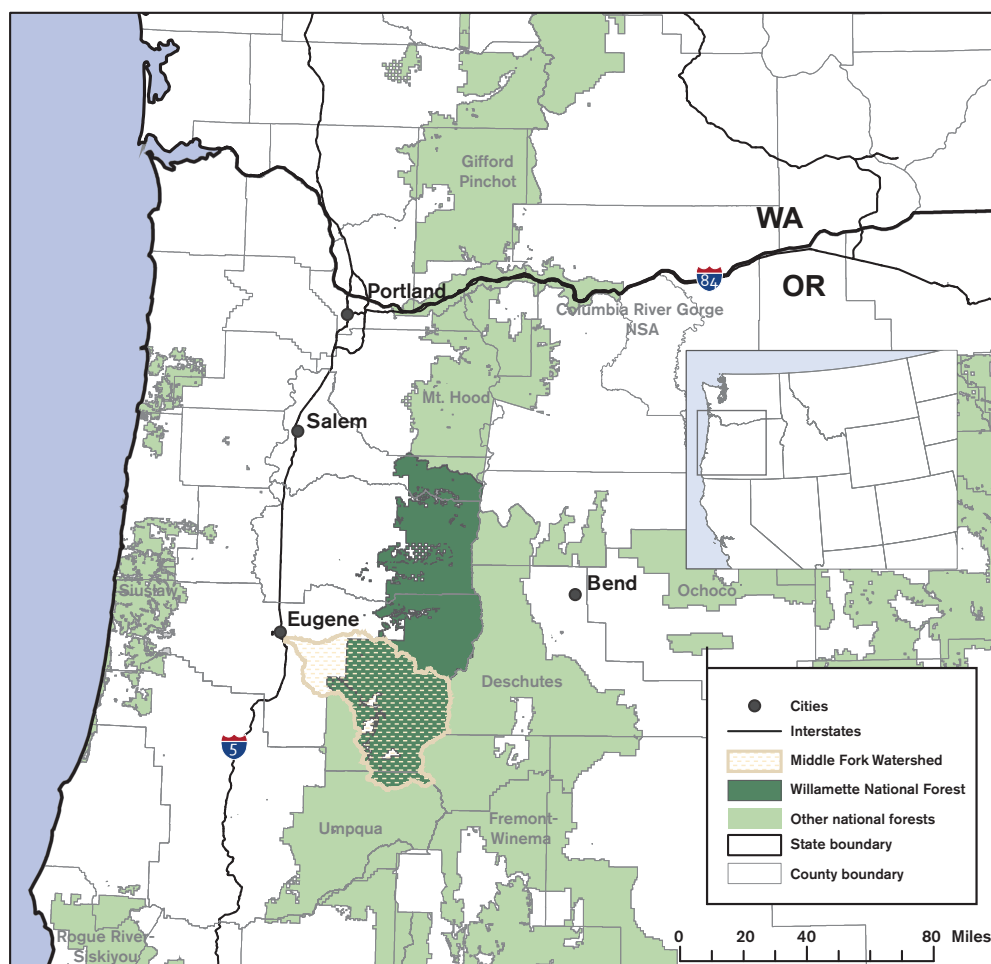 Gifford
Pinchot
WA
OR
84
Portland
Columbia River Gorge
NSA
Mt. Hood
Salem
Siuslaw
Bend
Ochoco
Eugene
Deschutes
5
Umpqua
Fremont-
Winema
Rogue River-
Siskiyou
Cities
Interstates
Middle Fork Watershed
Willamette National Forest
Other national forests
State boundary
County boundary
0 20 40 60 80 Miles